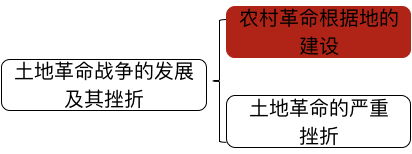 土地革命战争的发展
及其挫折
农村革命根据地的
建设
土地革命的严重
挫折